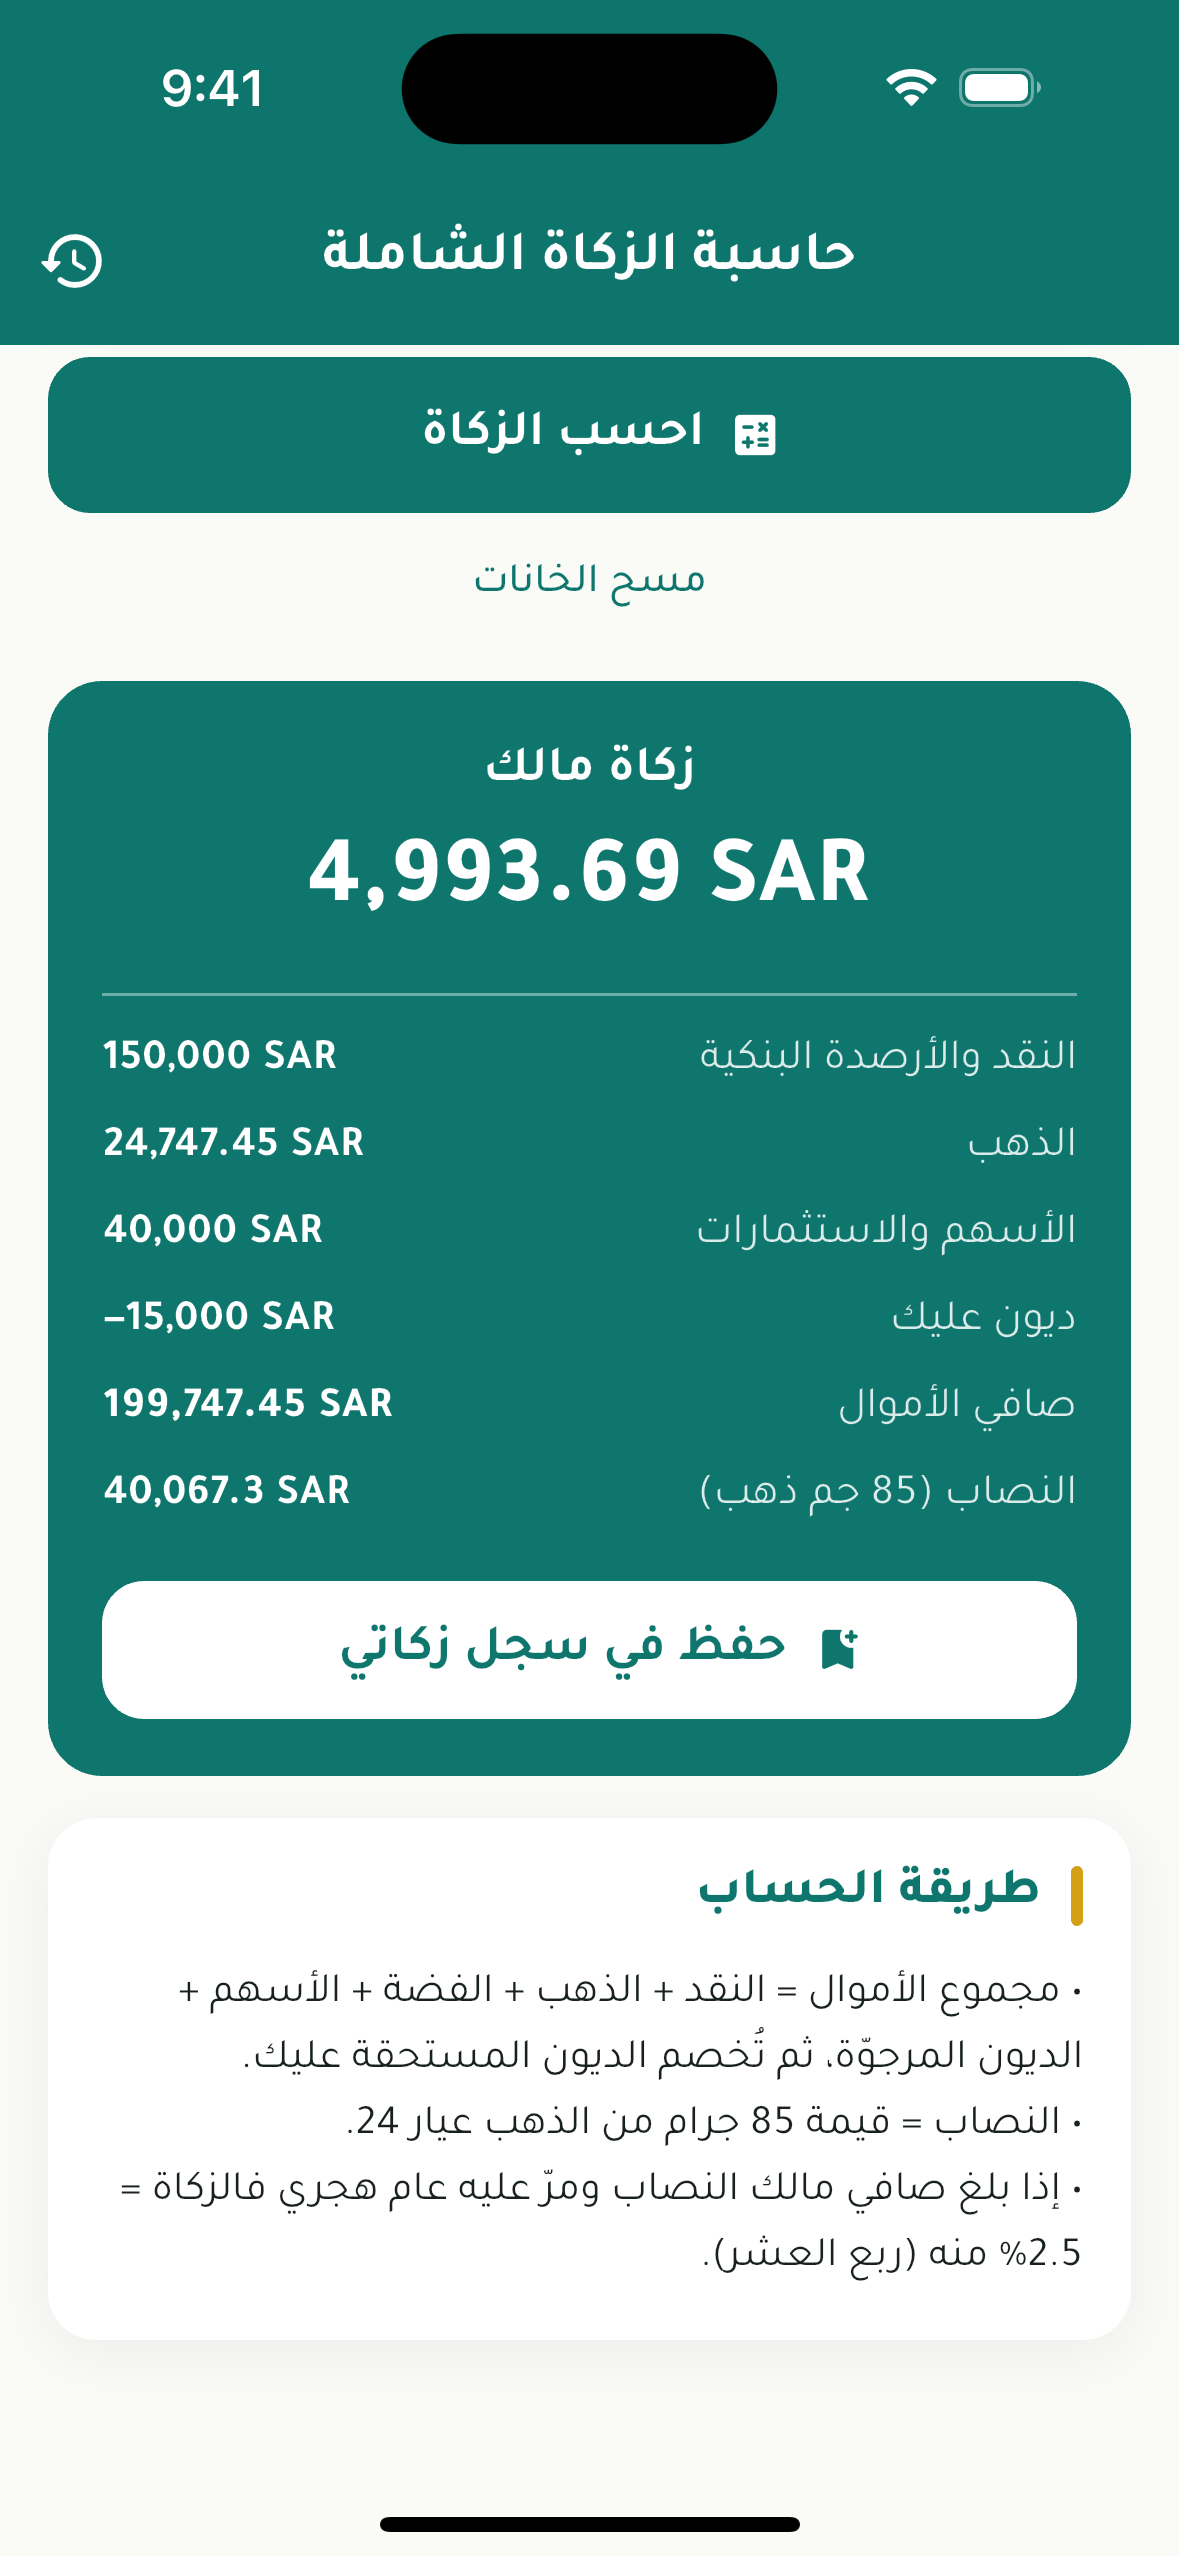 9:41
حاسبة الزكاة الشاملة
احسب الزكاة
مسح الخانات
زكاة مالك
4,993.69 SAR
النقد والأرصدة البنكية 150,000 SAR
الذهب 24,747.45 SAR
الأسهم والاستثمارات 40,000 SAR
ديون عليك –15,000 SAR
صافي الأموال 199,747.45 SAR
النصاب (85 جم ذهب) 40,067.3 SAR
حفظ في سجل زكاتي
طريقة الحساب
• مجموع الأموال = النقد + الذهب + الفضة + الأسهم +
الديون المرجوّة، ثم تُخصم الديون المستحقة عليك.
• النصاب = قيمة 85 جرام من الذهب عيار 24.
• إذا بلغ صافي مالك النصاب ومرّ عليه عام هجري فالزكاة =
2.5% منه (ربع العشر).